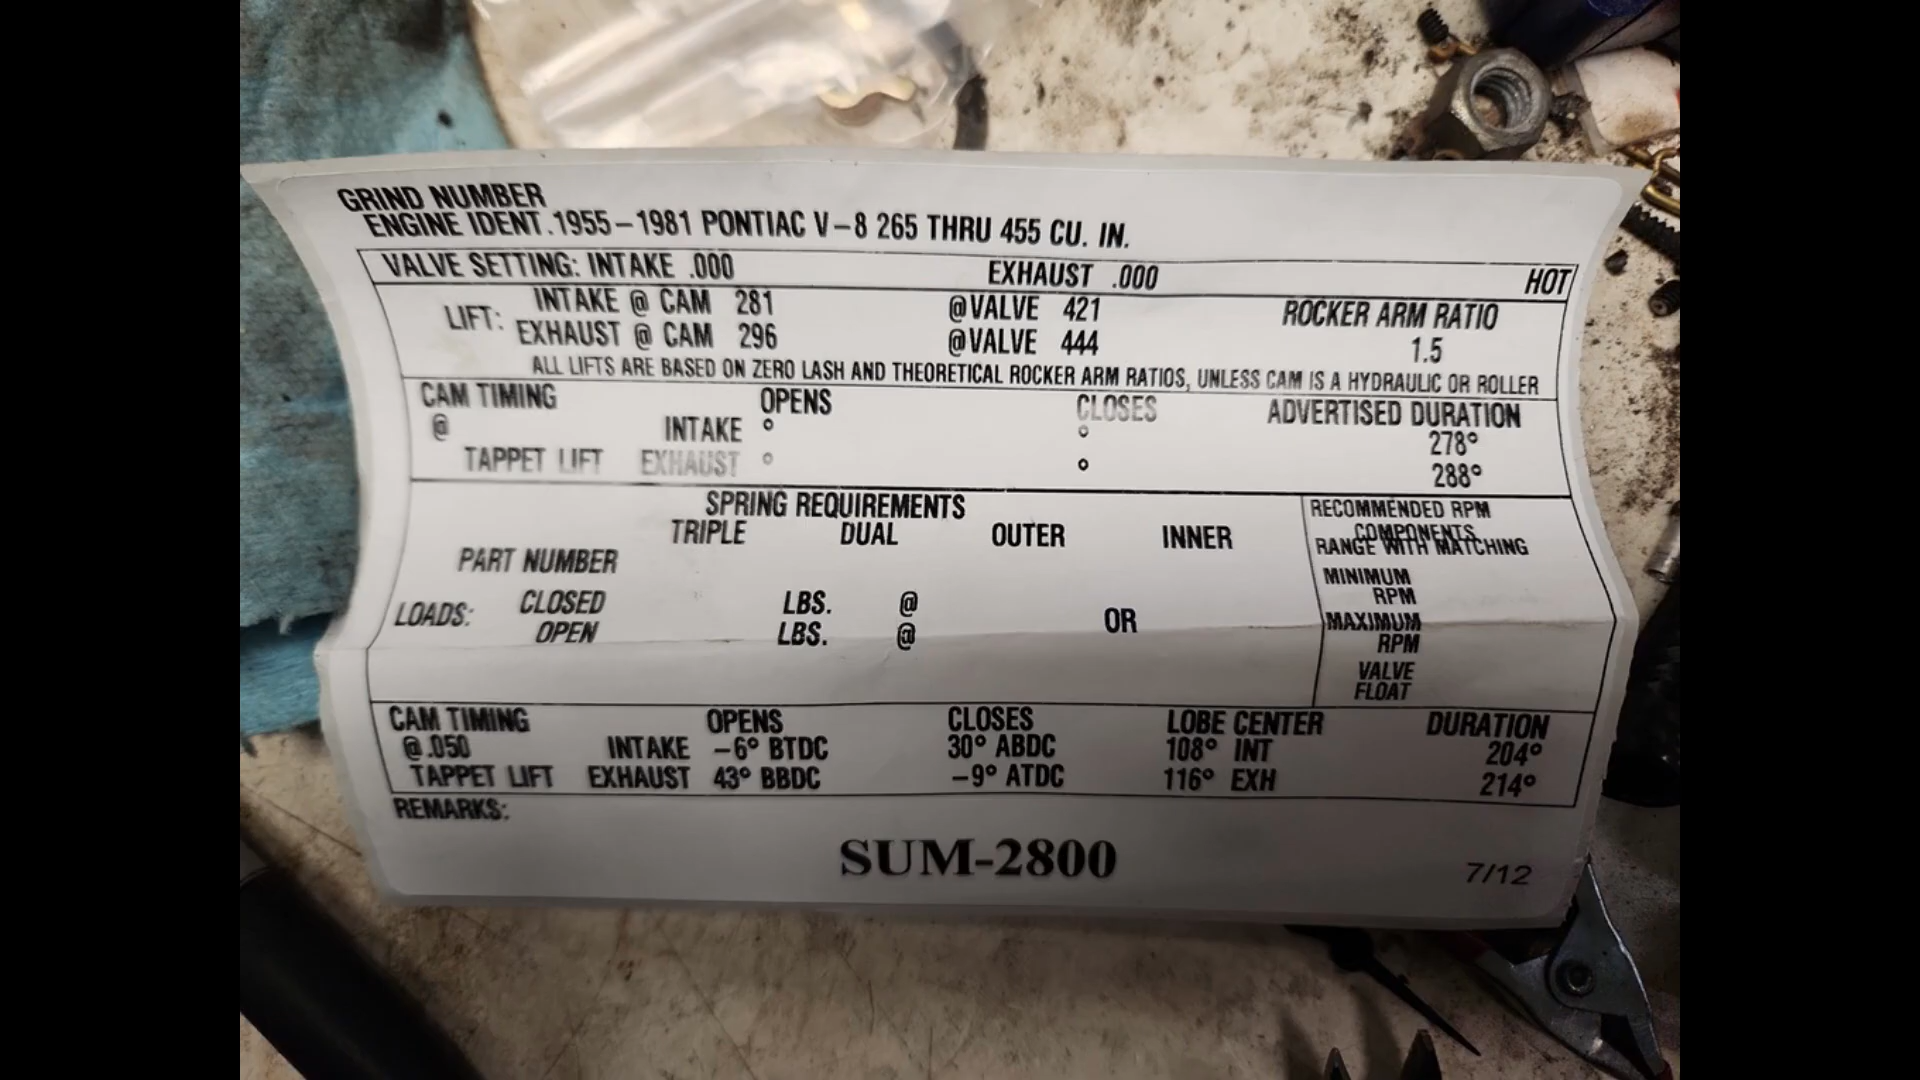 GRIND NUMBER
ENGINE IDENT. 1955-1981 PONTIAC V-8 265 THRU 455 CU. IN.
VALVE SETTING: INTAKE .000 EXHAUST .000 HOT
LIFT: INTAKE @ CAM 281 @VALVE 421 ROCKER ARM RATIO
EXHAUST @ CAM 296 @VALVE 444 1.5
ALL LIFTS ARE BASED ON ZERO LASH AND THEORETICAL ROCKER ARM RATIOS, UNLESS CAM IS A HYDRAULIC OR ROLLER
CAM TIMING OPENS CLOSES ADVERTISED DURATION
@ INTAKE ° ° 278°
TAPPET LIFT EXHAUST ° ° 288°
SPRING REQUIREMENTS RECOMMENDED RPM
TRIPLE DUAL OUTER INNER COMPONENTS
RANGE WITH MATCHING
PART NUMBER MINIMUM
RPM
LOADS: CLOSED LBS. @ OR MAXIMUM
OPEN LBS. @ RPM
VALVE
FLOAT
CAM TIMING OPENS CLOSES LOBE CENTER DURATION
@.050 INTAKE -6° BTDC 30° ABDC 108° INT 204°
TAPPET LIFT EXHAUST 43° BBDC -9° ATDC 116° EXH 214°
REMARKS:
SUM-2800
7/12